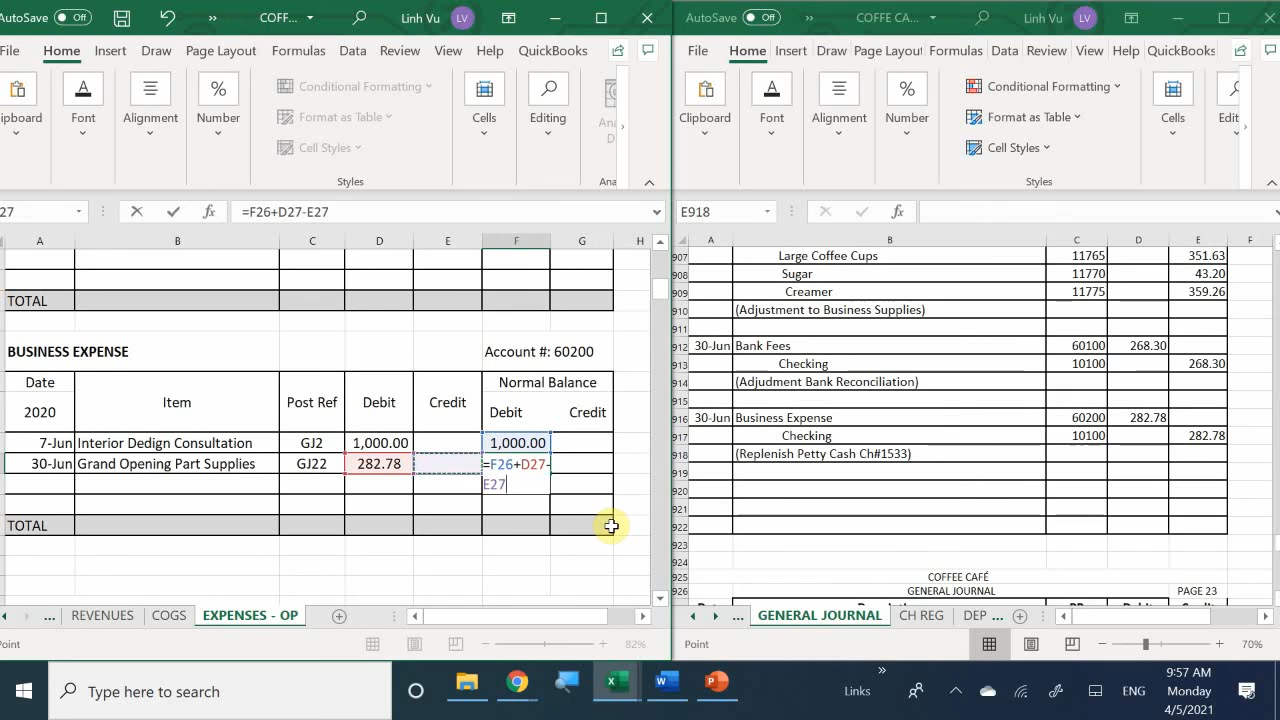 AutoSave Off COFF... Linh Vu LV
File Home Insert Draw Page Layout Formulas Data Review View Help QuickBooks
Font Alignment Number Conditional Formatting Format as Table Cell Styles Styles Cells Editing
27 =F26+D27-E27
A B C D E F G H
TOTAL
BUSINESS EXPENSE Account #: 60200
Date Normal Balance
2020 Item Post Ref Debit Credit Debit Credit
7-Jun Interior Dedign Consultation GJ2 1,000.00 1,000.00
30-Jun Grand Opening Part Supplies GJ22 282.78 =F26+D27-
E27
TOTAL
... REVENUES COGS EXPENSES - OP
Point 82%
AutoSave Off COFFE CA... Linh Vu LV
File Home Insert Draw Page Layout Formulas Data Review View Help QuickBooks
Clipboard Font Alignment Number Conditional Formatting Format as Table Cell Styles Styles Cells
E918
A B C D E F
907 Large Coffee Cups 11765 351.63
908 Sugar 11770 43.20
909 Creamer 11775 359.26
910 (Adjustment to Business Supplies)
911
912 30-Jun Bank Fees 60100 268.30
913 Checking 10100 268.30
914 (Adjudment Bank Reconciliation)
915
916 30-Jun Business Expense 60200 282.78
917 Checking 10100 282.78
918 (Replenish Petty Cash Ch#1533)
919
920
921
922
923
924
925 COFFEE CAFÉ
926 GENERAL JOURNAL PAGE 23
... GENERAL JOURNAL CH REG DEP ...
Point 70%
Type here to search
Links ENG
9:57 AM
Monday
4/5/2021